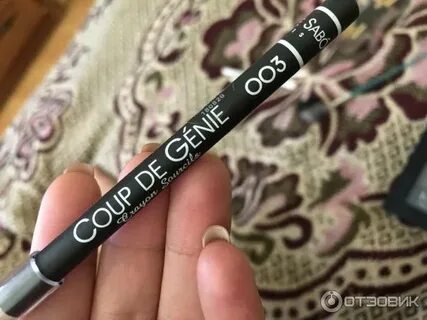 COUP DE GÉNIE 003
Crayon Sourcils
SABO
ОТЗОВИК